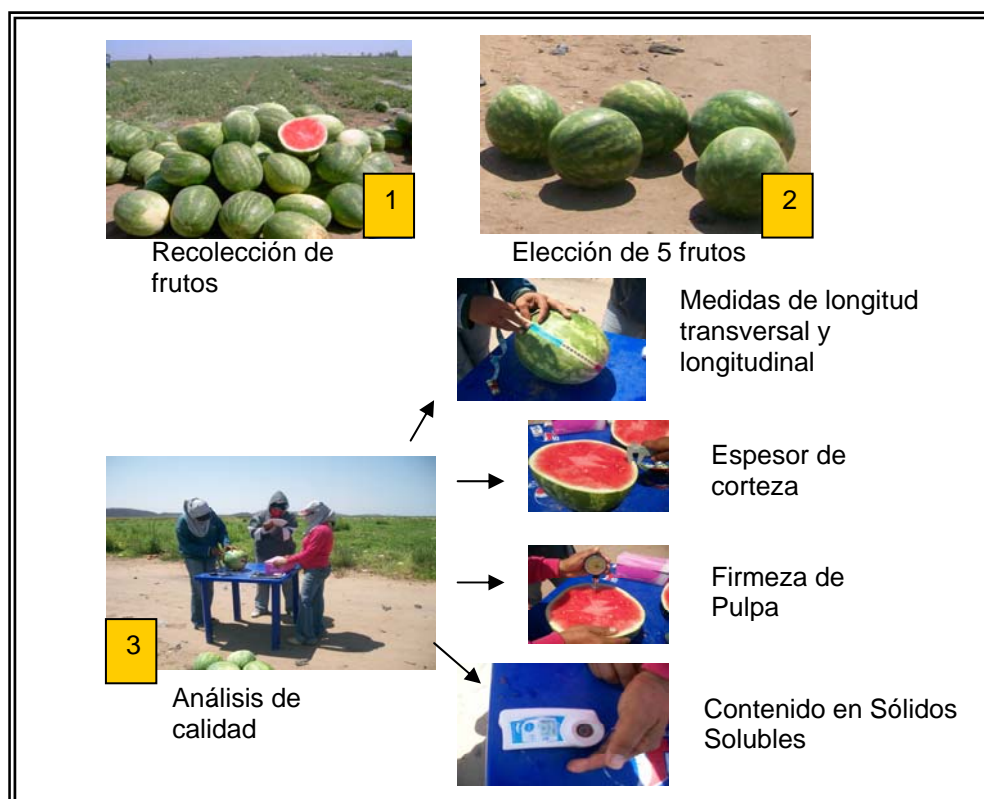 1
Recolección de
frutos
2
Elección de 5 frutos
Medidas de longitud
transversal y
longitudinal
Espesor de
corteza
Firmeza de
Pulpa
3
Análisis de
calidad
Contenido en Sólidos
Solubles